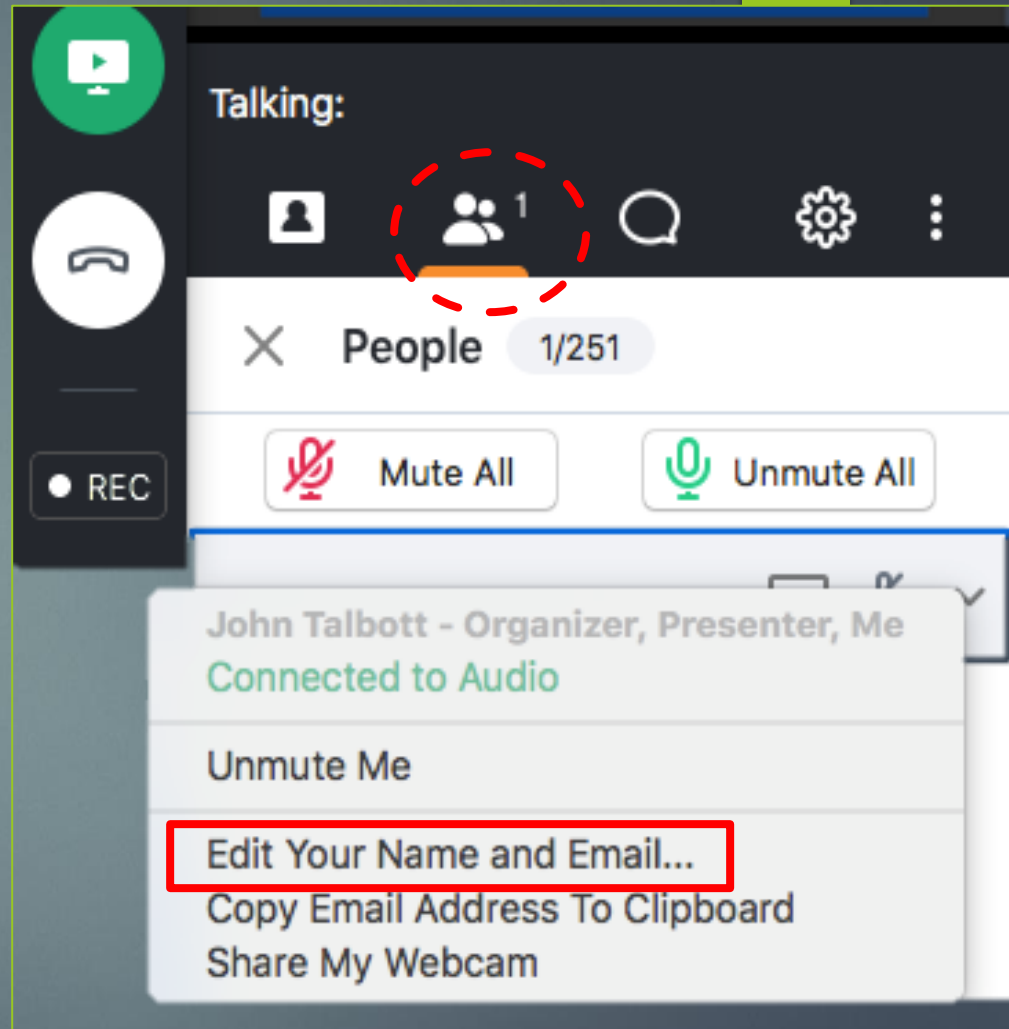 Talking:
1
People 1/251
Mute All Unmute All
REC
John Talbott - Organizer, Presenter, Me
Connected to Audio
Unmute Me
Edit Your Name and Email...
Copy Email Address To Clipboard
Share My Webcam